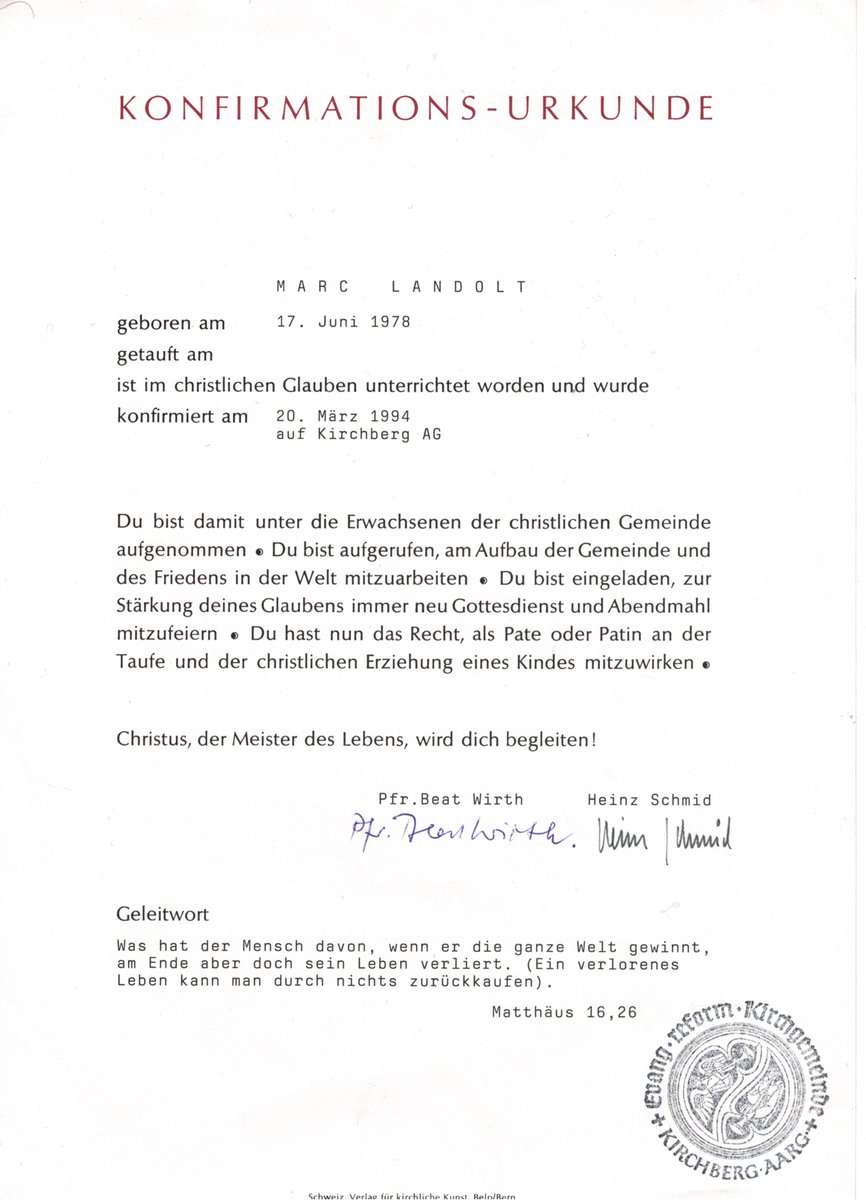 KONFIRMATIONS-URKUNDE
MARC LANDOLT
geboren am 17. Juni 1978
getauft am
ist im christlichen Glauben unterrichtet worden und wurde
konfirmiert am 20. März 1994
auf Kirchberg AG
Du bist damit unter die Erwachsenen der christlichen Gemeinde
aufgenommen • Du bist aufgerufen, am Aufbau der Gemeinde und
des Friedens in der Welt mitzuarbeiten • Du bist eingeladen, zur
Stärkung deines Glaubens immer neu Gottesdienst und Abendmahl
mitzufeiern • Du hast nun das Recht, als Pate oder Patin an der
Taufe und der christlichen Erziehung eines Kindes mitzuwirken •
Christus, der Meister des Lebens, wird dich begleiten!
Pfr.Beat Wirth Heinz Schmid
Pfr. Beat Wirth. Heinz Schmid
Geleitwort
Was hat der Mensch davon, wenn er die ganze Welt gewinnt,
am Ende aber doch sein Leben verliert. (Ein verlorenes
Leben kann man durch nichts zurückkaufen).
Matthäus 16,26
Evang·reform·Kirchgemeinde
+KIRCHBERG·AARG·+
Schweiz. Verlag für kirchliche Kunst, Belp/Bern